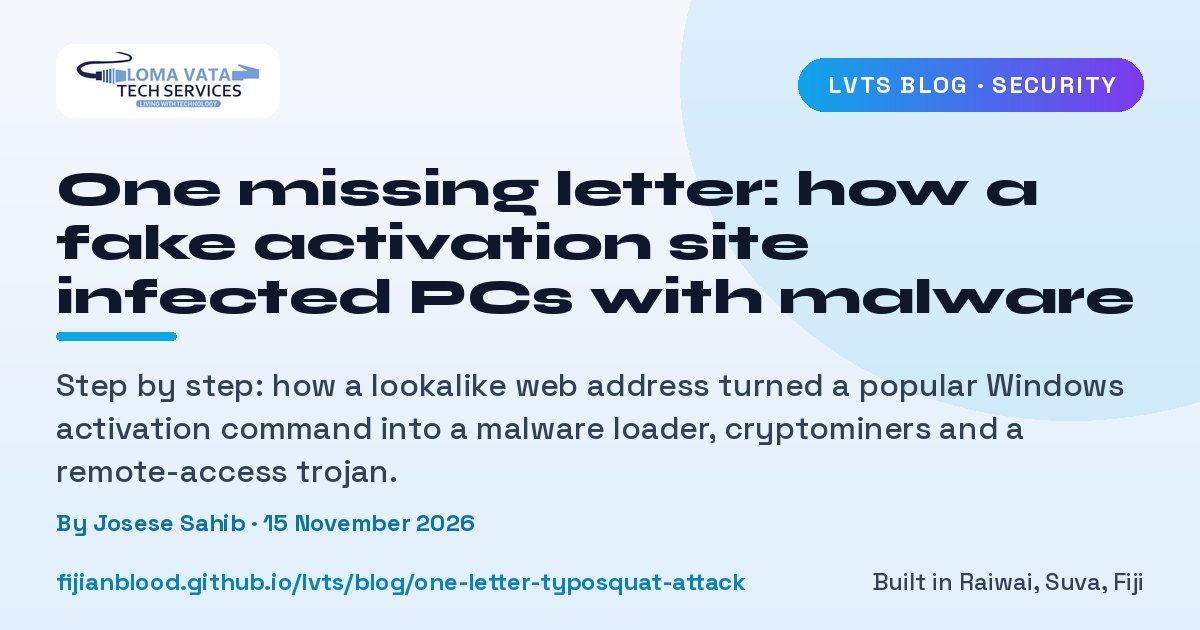 LOMA VATA
TECH SERVICES
LIVING WITH TECHNOLOGY
LVTS BLOG · SECURITY
One missing letter: how a
fake activation site
infected PCs with malware
Step by step: how a lookalike web address turned a popular Windows
activation command into a malware loader, cryptominers and a
remote-access trojan.
By Josese Sahib · 15 November 2026
fijianblood.github.io/lvts/blog/one-letter-typosquat-attack
Built in Raiwai, Suva, Fiji